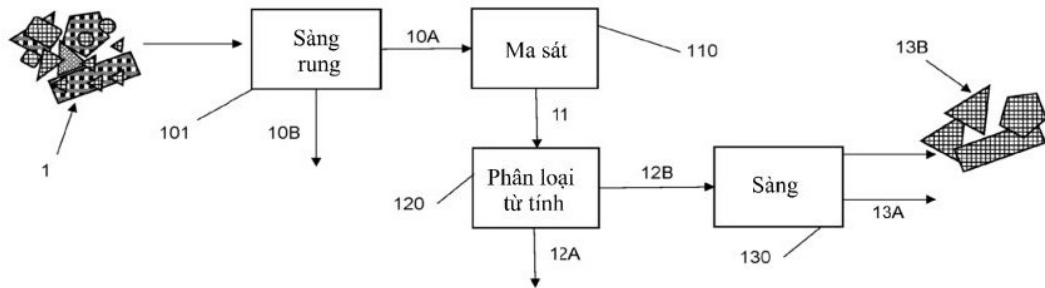 1
Sàng
rung
101
10A
10B
Ma sát
110
11
Phân loại
từ tính
120
12A
12B
Sàng
130
13A
13B